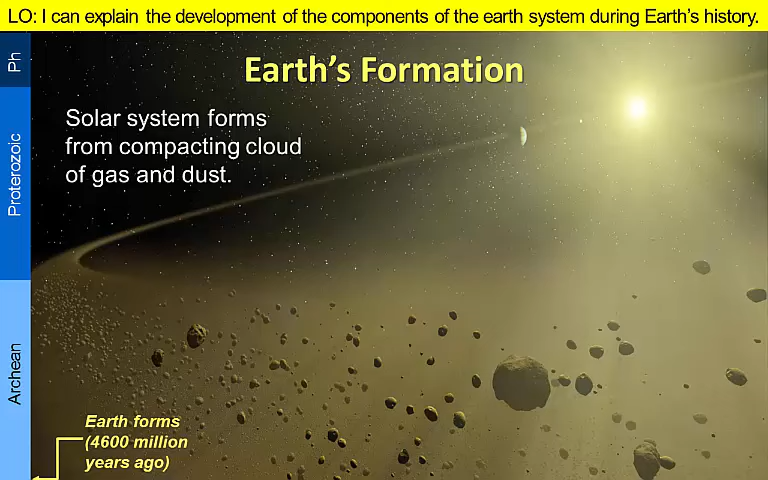 LO: I can explain the development of the components of the earth system during Earth's history.
Ph
Earth's Formation
Solar system forms
from compacting cloud
of gas and dust.
Proterozoic
Archean
Earth forms
(4600 million
years ago)